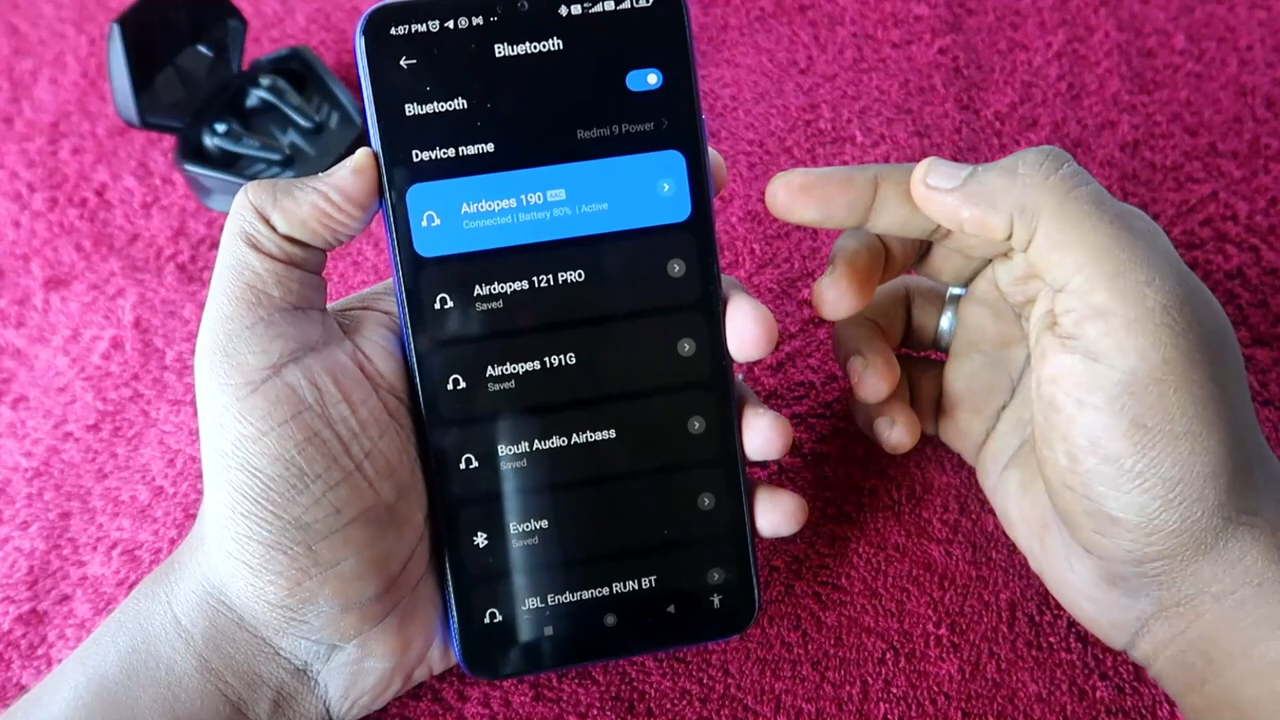 4:07 PM
Bluetooth
Bluetooth
Device name
Redmi 9 Power
Airdopes 190 AAC
Connected | Battery 80% | Active
Airdopes 121 PRO
Saved
Airdopes 191G
Saved
Boult Audio Airbass
Saved
Evolve
Saved
JBL Endurance RUN BT